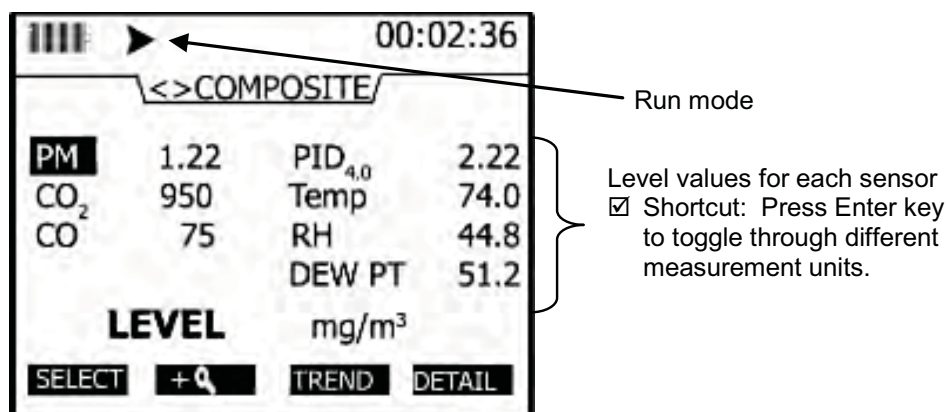 00:02:36
<>COMPOSITE
Run mode
PM 1.22 PID4.0 2.22
CO2 950 Temp 74.0
CO 75 RH 44.8
DEW PT 51.2
Level values for each sensor
☑ Shortcut: Press Enter key
to toggle through different
measurement units.
LEVEL mg/m³
SELECT + TREND DETAIL